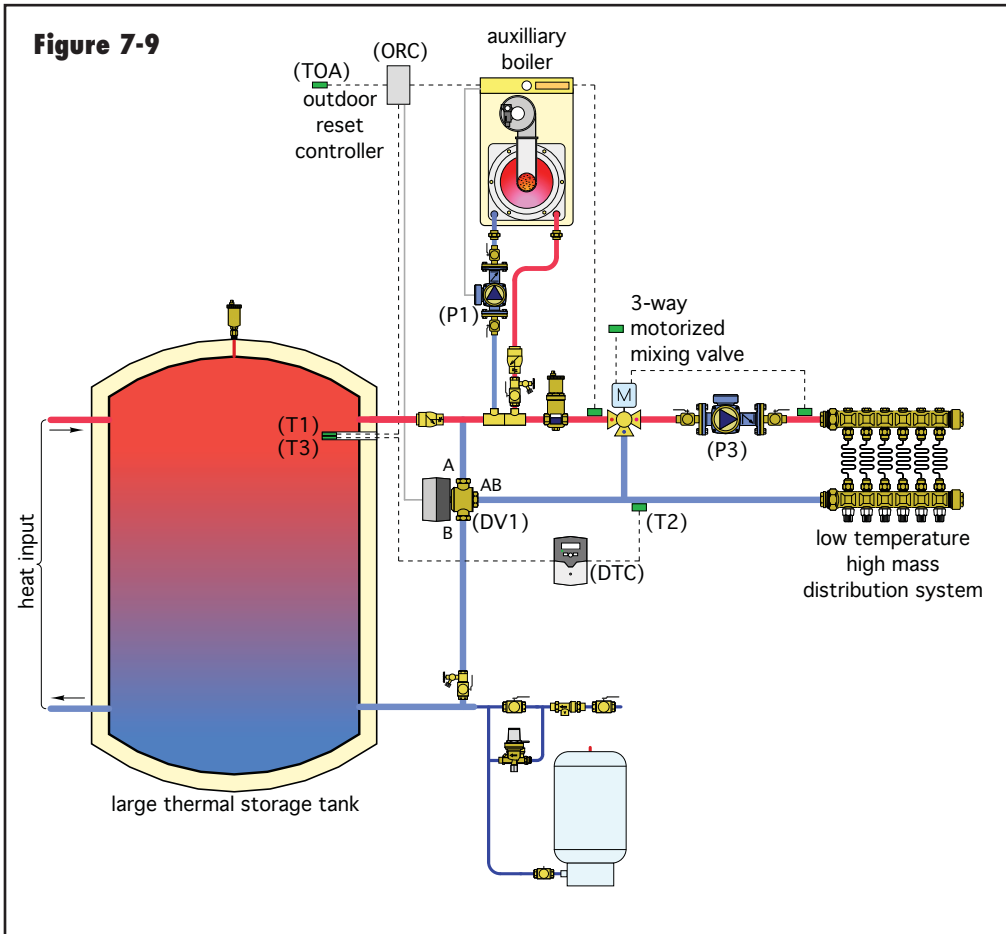 Figure 7-9
(TOA)
outdoor
reset
controller
(ORC)
auxilliary
boiler
(P1)
3-way
motorized
mixing valve
M
(T1)
(T3)
(P3)
A
AB
(DV1)
B
(T2)
(DTC)
low temperature
high mass
distribution system
heat input
large thermal storage tank